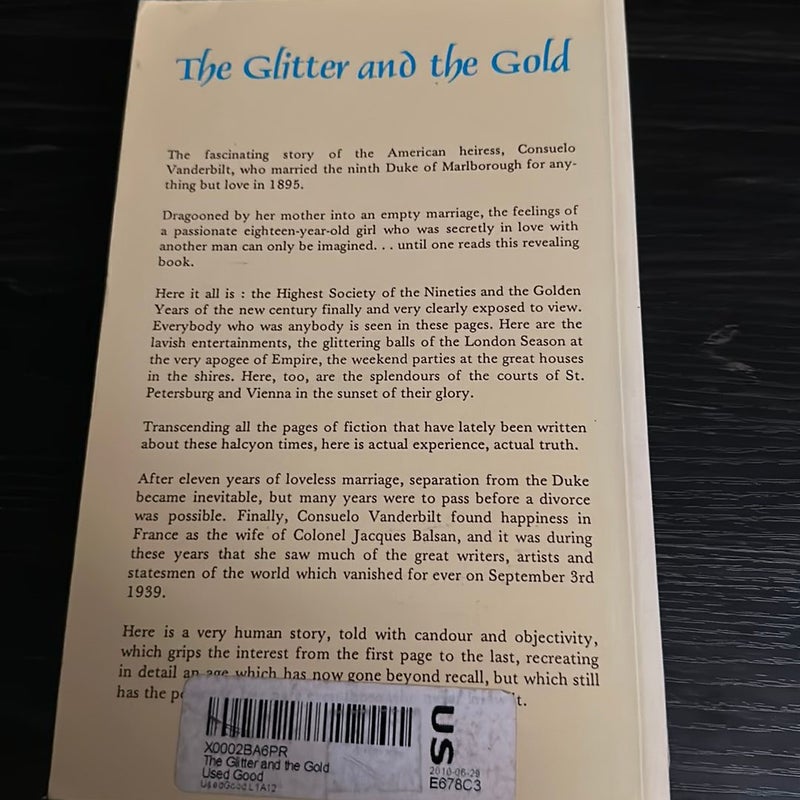 The Glitter and the Gold
The fascinating story of the American heiress, Consuelo
Vanderbilt, who married the ninth Duke of Marlborough for any-
thing but love in 1895.
Dragooned by her mother into an empty marriage, the feelings of
a passionate eighteen-year-old girl who was secretly in love with
another man can only be imagined. . . until one reads this revealing
book.
Here it all is : the Highest Society of the Nineties and the Golden
Years of the new century finally and very clearly exposed to view.
Everybody who was anybody is seen in these pages. Here are the
lavish entertainments, the glittering balls of the London Season at
the very apogee of Empire, the weekend parties at the great houses
in the shires. Here, too, are the splendours of the courts of St.
Petersburg and Vienna in the sunset of their glory.
Transcending all the pages of fiction that have lately been written
about these halcyon times, here is actual experience, actual truth.
After eleven years of loveless marriage, separation from the Duke
became inevitable, but many years were to pass before a divorce
was possible. Finally, Consuelo Vanderbilt found happiness in
France as the wife of Colonel Jacques Balsan, and it was during
these years that she saw much of the great writers, artists and
statesmen of the world which vanished for ever on September 3rd
1939.
Here is a very human story, told with candour and objectivity,
which grips the interest from the first page to the last, recreating
in detail an age which has now gone beyond recall, but which still
has the
X0002BA6PR
The Glitter and the Gold
Used Good
UsedGood L1A12
US
2010-06-29
E678C3